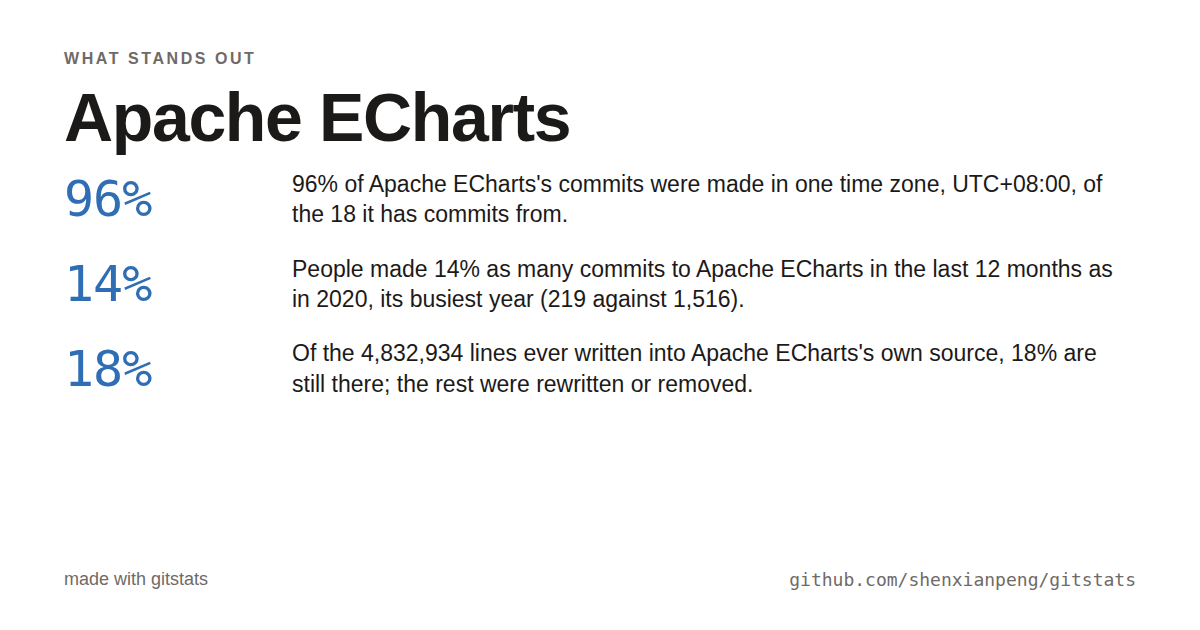 WHAT STANDS OUT
Apache ECharts
96%
96% of Apache ECharts's commits were made in one time zone, UTC+08:00, of
the 18 it has commits from.
14%
People made 14% as many commits to Apache ECharts in the last 12 months as
in 2020, its busiest year (219 against 1,516).
18%
Of the 4,832,934 lines ever written into Apache ECharts's own source, 18% are
still there; the rest were rewritten or removed.
made with gitstats
github.com/shenxianpeng/gitstats